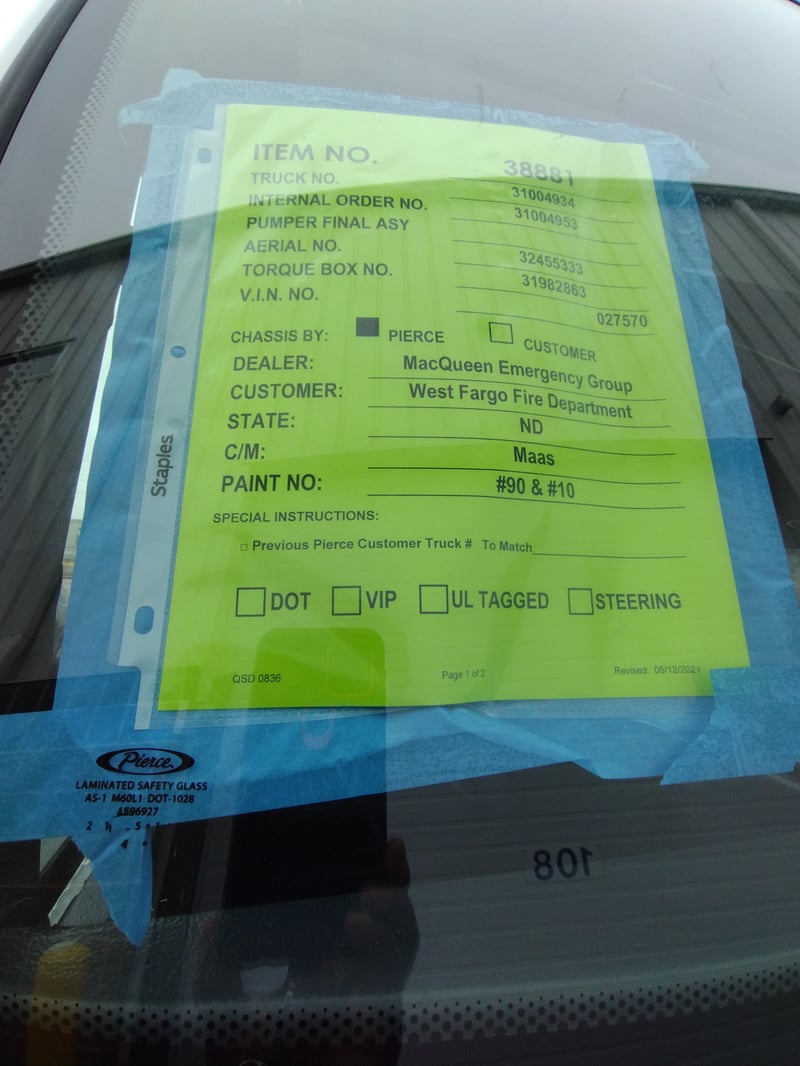 ITEM NO. 38881
TRUCK NO. 31004934
INTERNAL ORDER NO. 31004953
PUMPER FINAL ASY
AERIAL NO. 32455333
TORQUE BOX NO. 31982863
V.I.N. NO. 027570
CHASSIS BY: PIERCE CUSTOMER
DEALER: MacQueen Emergency Group
CUSTOMER: West Fargo Fire Department
STATE: ND
C/M: Maas
PAINT NO: #90 & #10
SPECIAL INSTRUCTIONS:
Previous Pierce Customer Truck # To Match
DOT VIP UL TAGGED STEERING
QSD 0836 Page 1 of 2 Revised: 05/12/2021
Staples
Pierce
LAMINATED SAFETY GLASS
AS-1 M60L1 DOT-1028
108